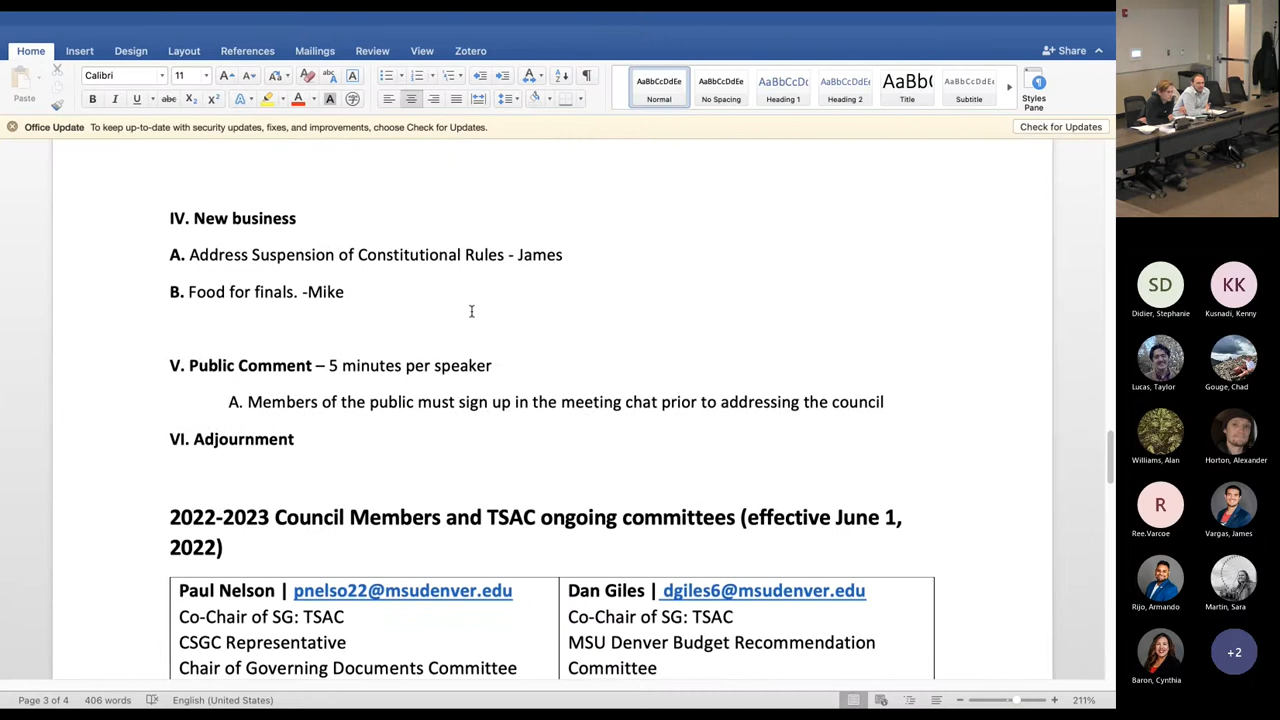 Home Insert Design Layout References Mailings Review View Zotero Share
Paste Calibri 11 AaBbCcDdEe Normal AaBbCcDdEe No Spacing AaBbCcDc Heading 1 AaBbCcDdEe Heading 2 AaBb( Title AaBbCcDdEe Subtitle Styles Pane
Office Update To keep up-to-date with security updates, fixes, and improvements, choose Check for Updates. Check for Updates
IV. New business
A. Address Suspension of Constitutional Rules - James
B. Food for finals. -Mike
V. Public Comment – 5 minutes per speaker
A. Members of the public must sign up in the meeting chat prior to addressing the council
VI. Adjournment
2022-2023 Council Members and TSAC ongoing committees (effective June 1,
2022)
Paul Nelson | pnelso22@msudenver.edu
Co-Chair of SG: TSAC
CSGC Representative
Chair of Governing Documents Committee
Dan Giles | dgiles6@msudenver.edu
Co-Chair of SG: TSAC
MSU Denver Budget Recommendation
Committee
Page 3 of 4 406 words English (United States) 211%
SD KK
Didier, Stephanie Kusnadi, Kenny
Lucas, Taylor Gouge, Chad
Williams, Alan Horton, Alexander
R
Ree.Varcoe Vargas, James
Rijo, Armando Martin, Sara
+2
Baron, Cynthia